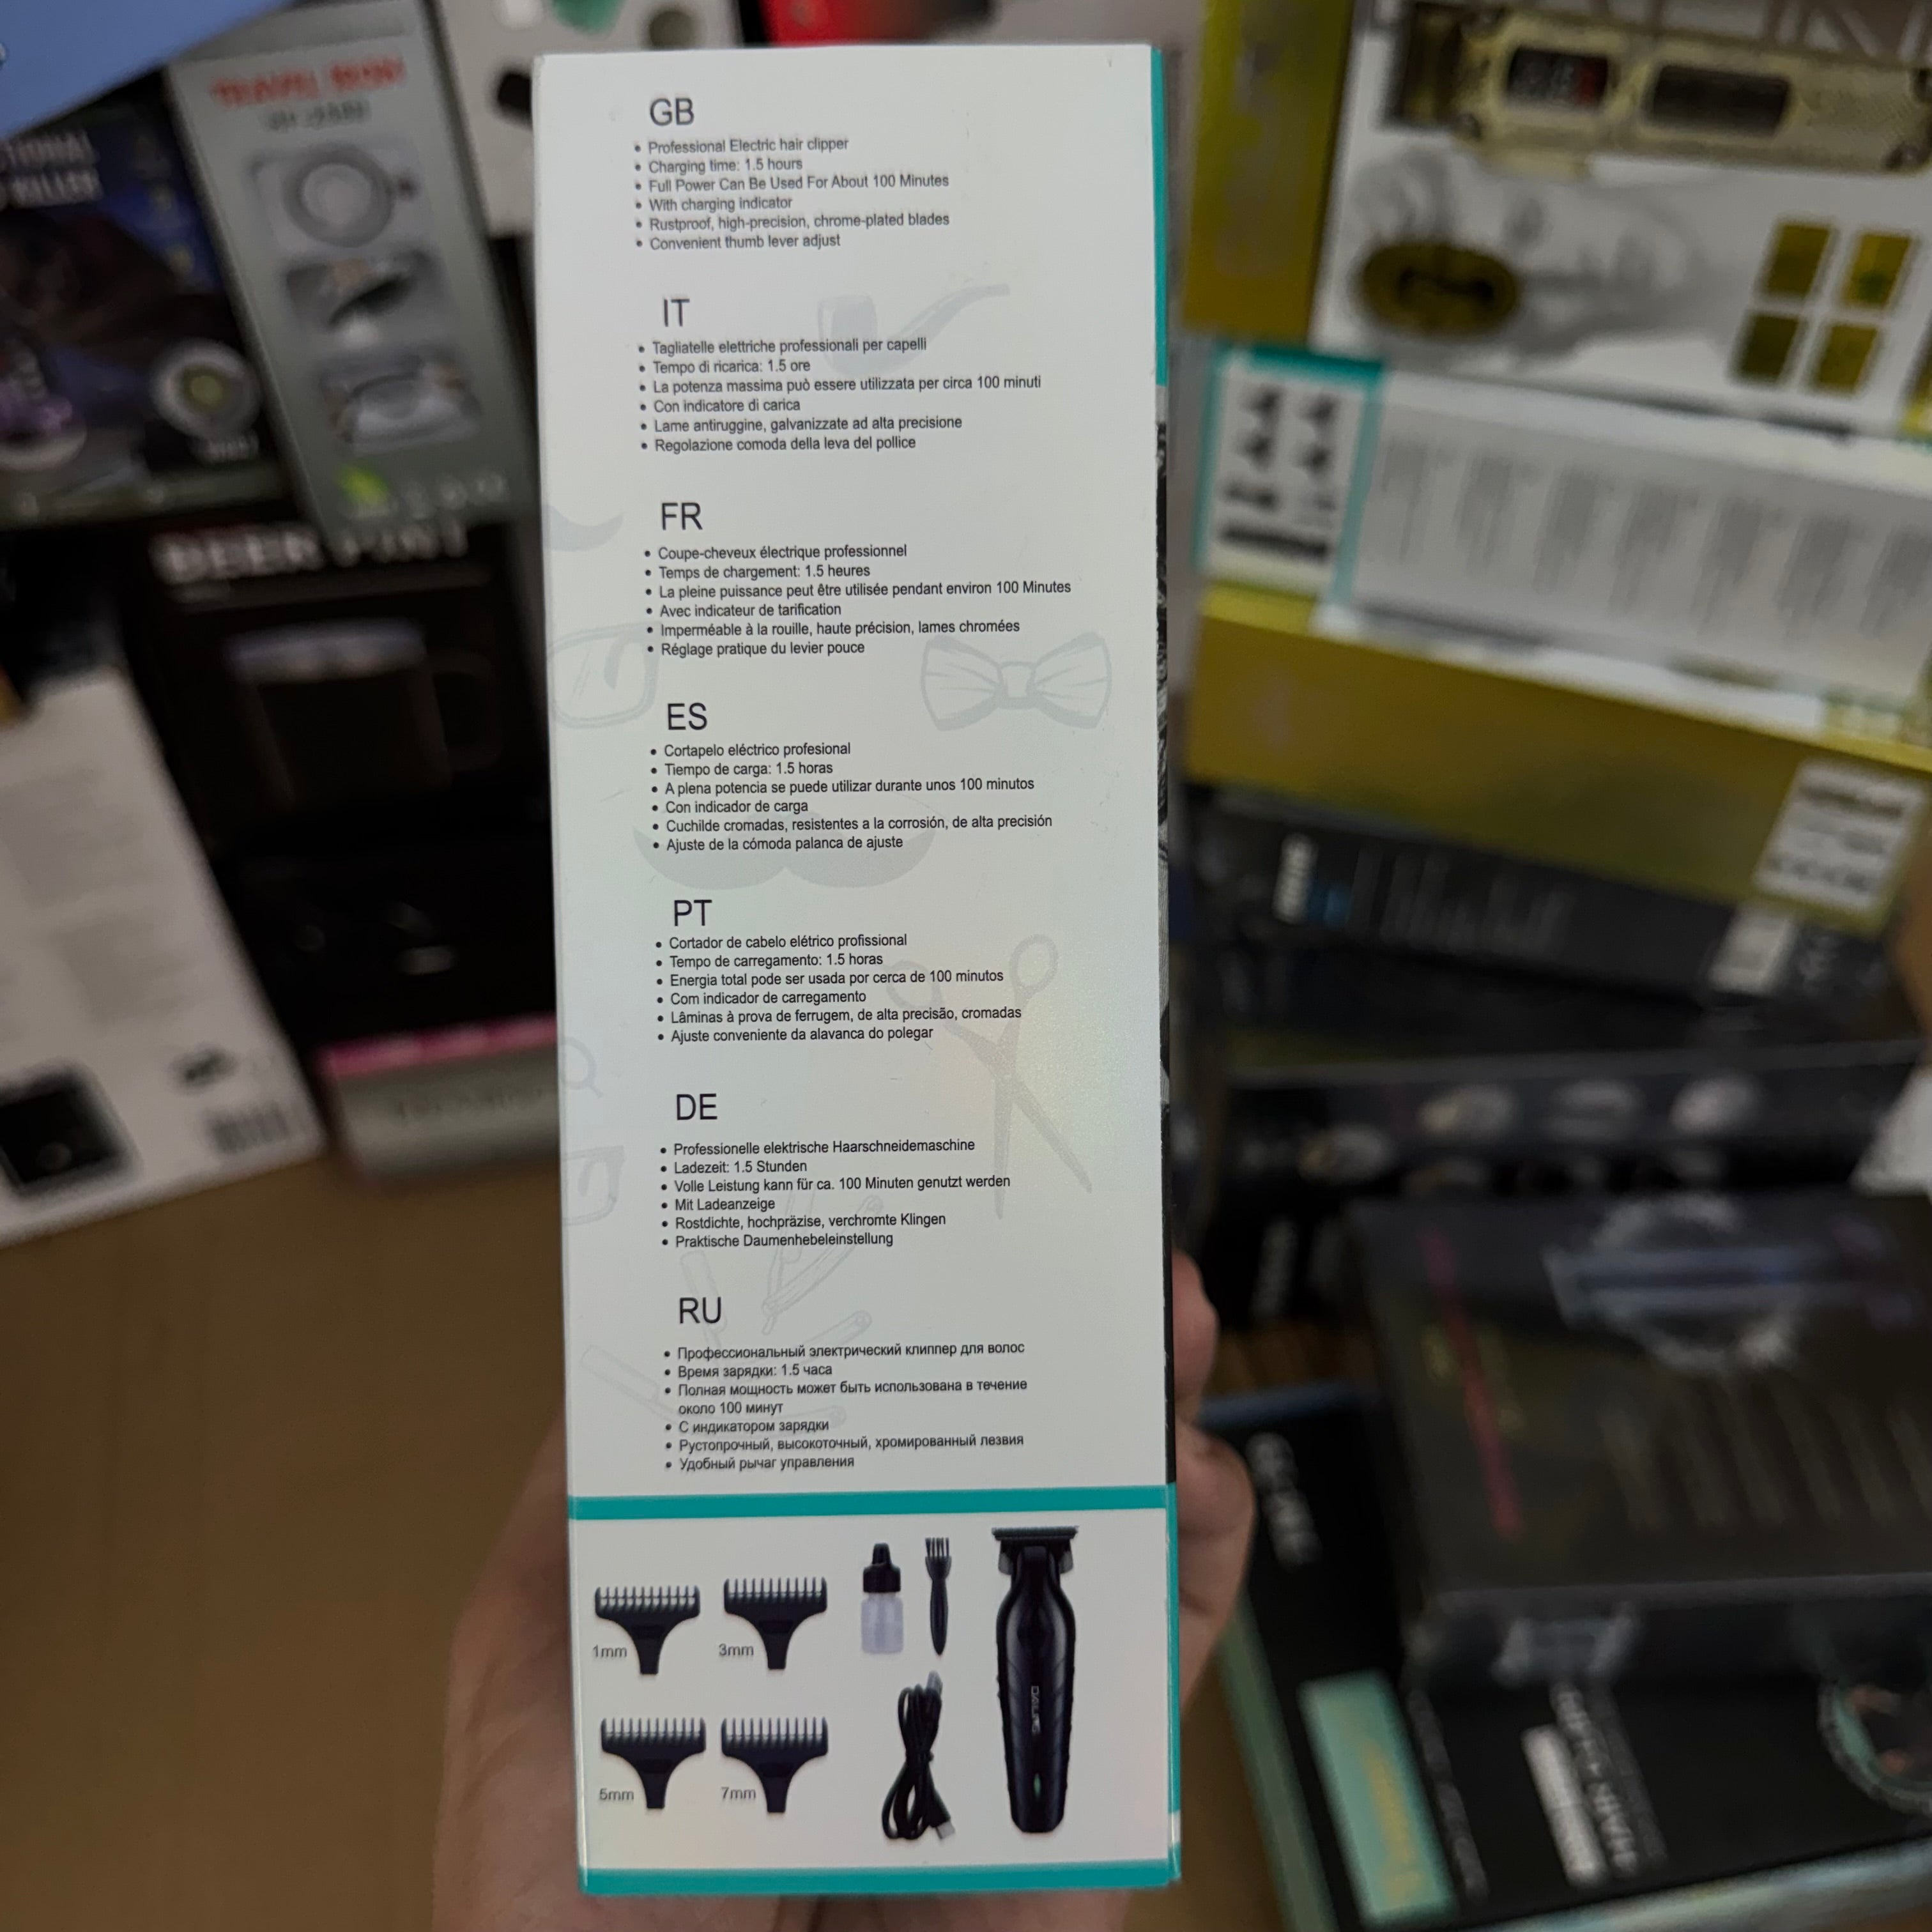 GB
• Professional Electric hair clipper
• Charging time: 1.5 hours
• Full Power Can Be Used For About 100 Minutes
• With charging indicator
• Rustproof, high-precision, chrome-plated blades
• Convenient thumb lever adjust
IT
• Tagliatelle elettriche professionali per capelli
• Tempo di ricarica: 1.5 ore
• La potenza massima può essere utilizzata per circa 100 minuti
• Con indicatore di carica
• Lame antiruggine, galvanizzate ad alta precisione
• Regolazione comoda della leva del pollice
FR
• Coupe-cheveux électrique professionnel
• Temps de chargement: 1.5 heures
• La pleine puissance peut être utilisée pendant environ 100 Minutes
• Avec indicateur de tarification
• Imperméable à la rouille, haute précision, lames chromées
• Réglage pratique du levier pouce
ES
• Cortapelo eléctrico profesional
• Tiempo de carga: 1.5 horas
• A plena potencia se puede utilizar durante unos 100 minutos
• Con indicador de carga
• Cuchilde cromadas, resistentes a la corrosión, de alta precisión
• Ajuste de la cómoda palanca de ajuste
PT
• Cortador de cabelo elétrico profissional
• Tempo de carregamento: 1.5 horas
• Energia total pode ser usada por cerca de 100 minutos
• Com indicador de carregamento
• Lâminas à prova de ferrugem, de alta precisão, cromadas
• Ajuste conveniente da alavanca do polegar
DE
• Professionelle elektrische Haarschneidemaschine
• Ladezeit: 1.5 Stunden
• Volle Leistung kann für ca. 100 Minuten genutzt werden
• Mit Ladeanzeige
• Rostdichte, hochpräzise, verchromte Klingen
• Praktische Daumenhebeleinstellung
RU
• Профессиональный электрический клиппер для волос
• Время зарядки: 1.5 часа
• Полная мощность может быть использована в течение
около 100 минут
• С индикатором зарядки
• Рустопрочный, высокоточный, хромированный лезвия
• Удобный рычаг управления
1mm
3mm
5mm
7mm
BEER PINT